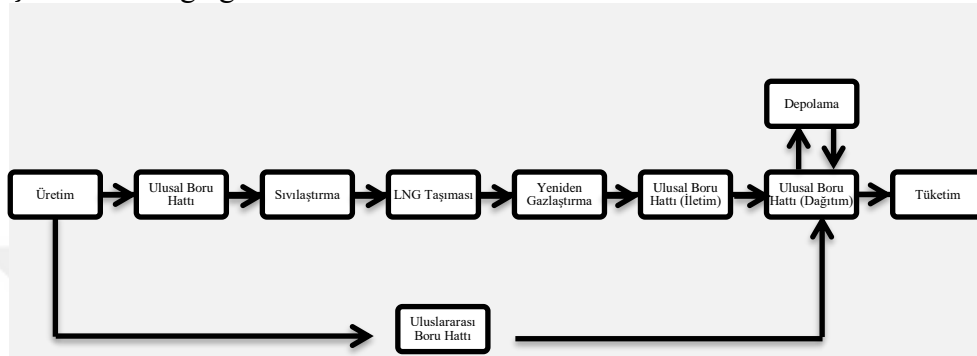 Depolama
Üretim
Ulusal Boru
Hattı
Sıvılaştırma
LNG Taşıması
Yeniden
Gazlaştırma
Ulusal Boru
Hattı (İletim)
Ulusal Boru
Hattı (Dağıtım)
Tüketim
Uluslararası
Boru Hattı